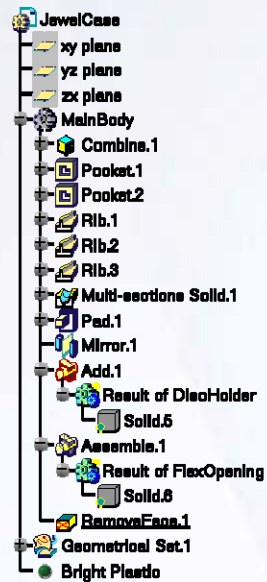 JewelCase
xy plane
yz plane
zx plane
MainBody
Combine.1
Pocket.1
Pocket.2
Rib.1
Rib.2
Rib.3
Multi-sections Solid.1
Pad.1
Mirror.1
Add.1
Result of DiscHolder
Solid.5
Assemble.1
Result of FlexOpening
Solid.6
RemoveFace.1
Geometrical Set.1
Bright Plastic